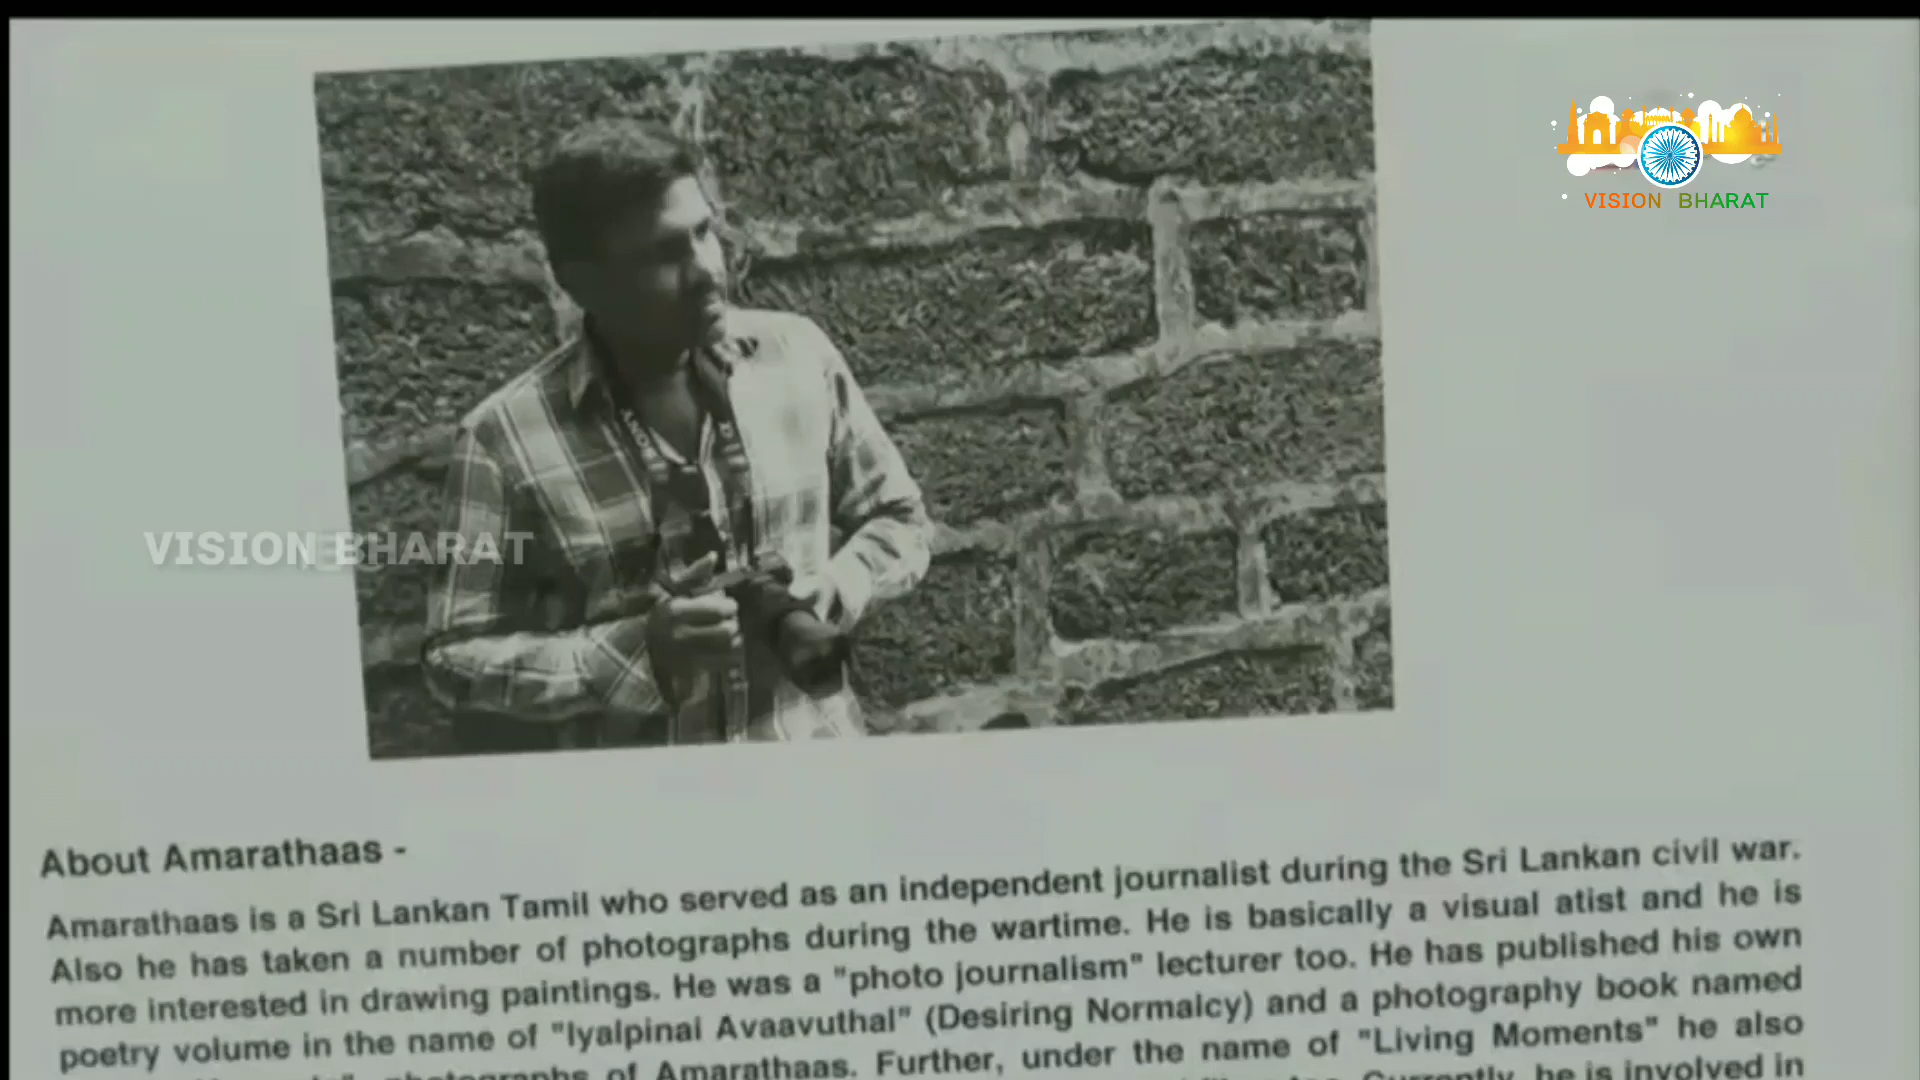 VISION BHARAT
SONY
VISION BHARAT
About Amarathaas -
Amarathaas is a Sri Lankan Tamil who served as an independent journalist during the Sri Lankan civil war.
Also he has taken a number of photographs during the wartime. He is basically a visual atist and he is
more interested in drawing paintings. He was a "photo journalism" lecturer too. He has published his own
poetry volume in the name of "Iyalpinai Avaavuthal" (Desiring Normalcy) and a photography book named
photographs of Amarathaas. Further, under the name of "Living Moments" he also
Currently, he is involved in